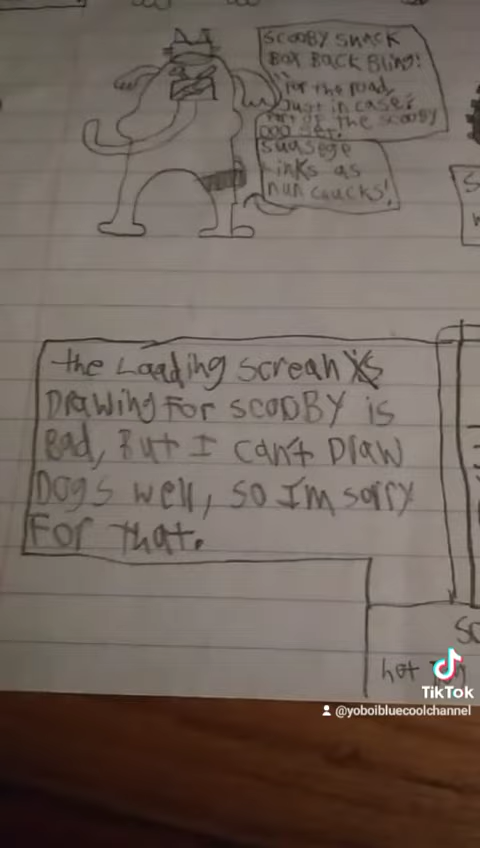 SCOOBY SNACK
BOX BACK BLING!
"for the road,
Just in case!
Part of the scooby
Doo set.
Suasege
Links as
nun caucks!
the Loading screan
Drawing For SCOOBY is
Bad, But I can't Draw
Dogs well, so I'm sorry
For that.
hot
TikTok
@yoboibluecoolchannel